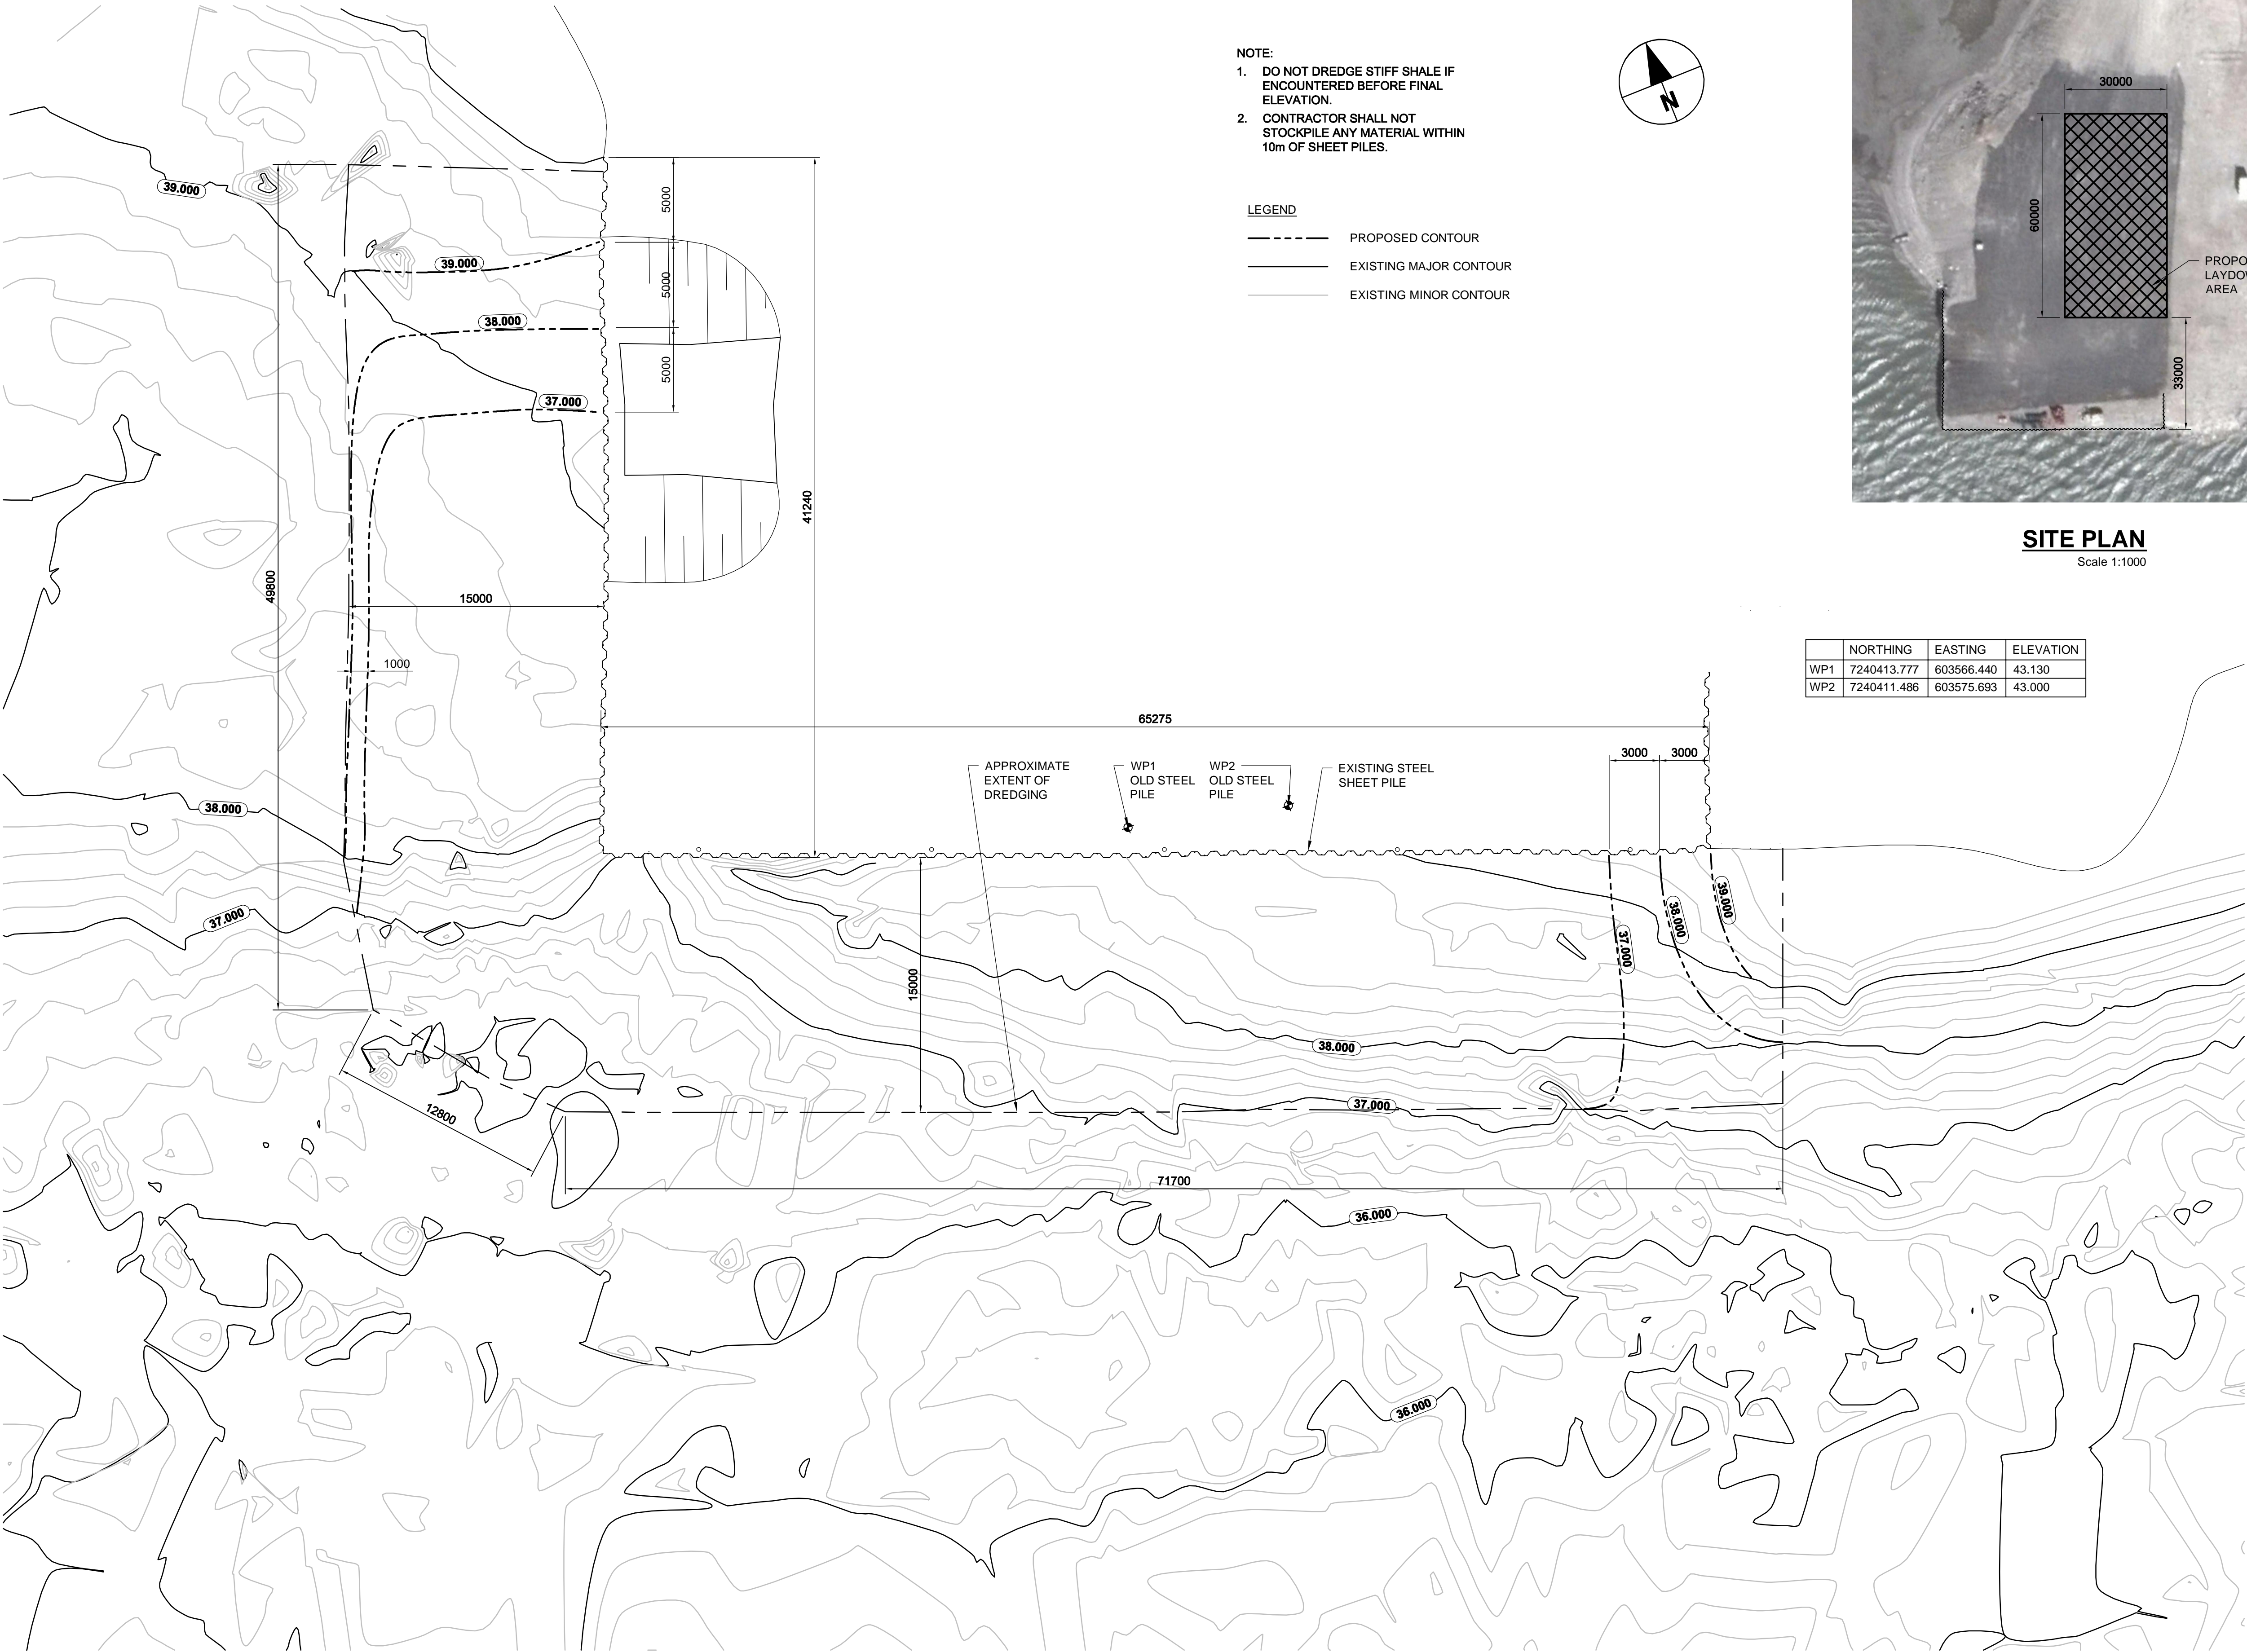 NOTE:
1. DO NOT DREDGE STIFF SHALE IF
ENCOUNTERED BEFORE FINAL
ELEVATION.
2. CONTRACTOR SHALL NOT
STOCKPILE ANY MATERIAL WITHIN
10m OF SHEET PILES.
N
LEGEND
PROPOSED CONTOUR
EXISTING MAJOR CONTOUR
EXISTING MINOR CONTOUR
30000
60000
PROPO
LAYDO
AREA
33000
SITE PLAN
Scale 1:1000
NORTHING EASTING ELEVATION
WP1 7240413.777 603566.440 43.130
WP2 7240411.486 603575.693 43.000
39.000
5000
39.000
5000
38.000
5000
37.000
41240
49800
15000
1000
65275
3000 3000
APPROXIMATE
EXTENT OF
DREDGING
WP1
OLD STEEL
PILE
WP2
OLD STEEL
PILE
EXISTING STEEL
SHEET PILE
38.000
37.000
39.000
38.000
37.000
15000
38.000
37.000
12800
71700
36.000
36.000